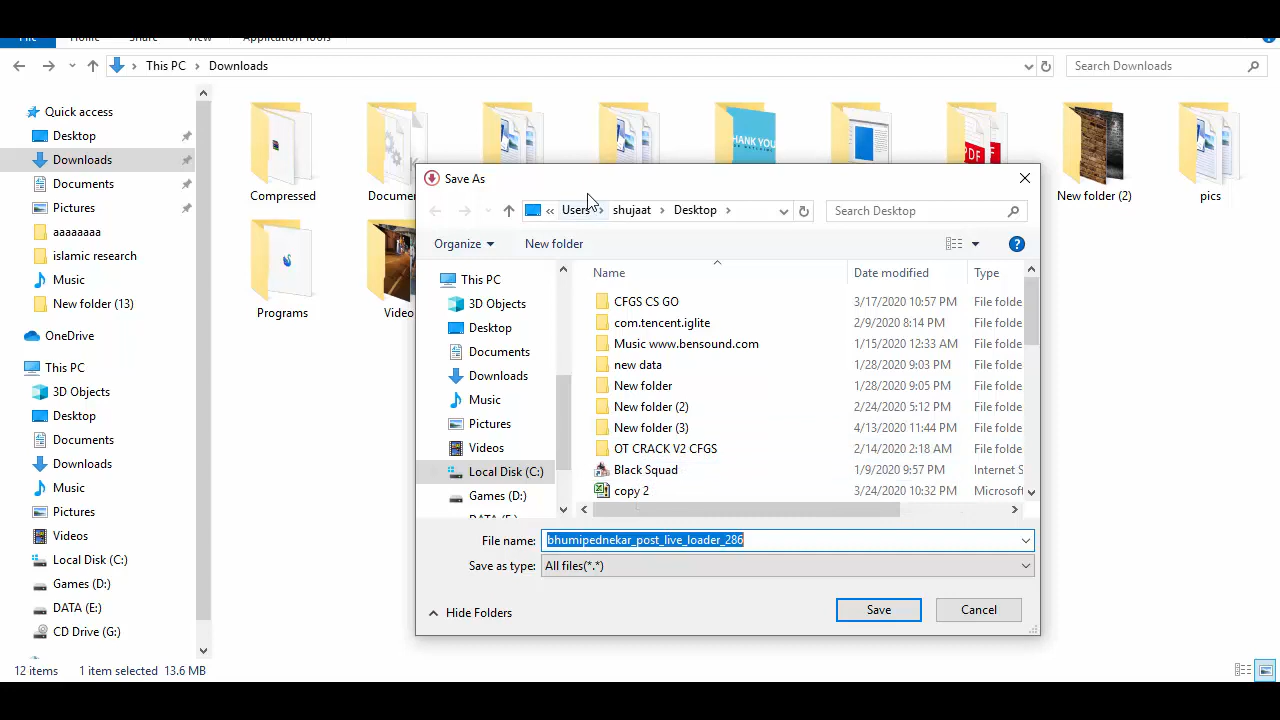 File Home Share View Application Tools
This PC Downloads Search Downloads
Quick access
Desktop
Downloads
Documents
Pictures
aaaaaaa
islamic research
Music
New folder (13)
OneDrive
This PC
3D Objects
Desktop
Documents
Downloads
Music
Pictures
Videos
Local Disk (C:)
Games (D:)
DATA (E:)
CD Drive (G:)
THANK YOU
PDF
Compressed
New folder (2)
pics
Programs
Save As
« Users shujaat Desktop Search Desktop
Organize New folder
This PC
3D Objects
Desktop
Documents
Downloads
Music
Pictures
Videos
Local Disk (C:)
Games (D:)
Name Date modified Type
CFGS CS GO 3/17/2020 10:57 PM File folde
com.tencent.iglite 2/9/2020 8:14 PM File folde
Music www.bensound.com 1/15/2020 12:33 AM File folde
new data 1/28/2020 9:03 PM File folde
New folder 1/28/2020 9:05 PM File folde
New folder (2) 2/24/2020 5:12 PM File folde
New folder (3) 4/13/2020 11:44 PM File folde
OT CRACK V2 CFGS 2/14/2020 2:18 AM File folde
Black Squad 1/9/2020 9:57 PM Internet S
copy 2 3/24/2020 10:32 PM Microsof
File name: bhumipednekar_post_live_loader_286
Save as type: All files(*.*)
Hide Folders Save Cancel
12 items 1 item selected 13.6 MB